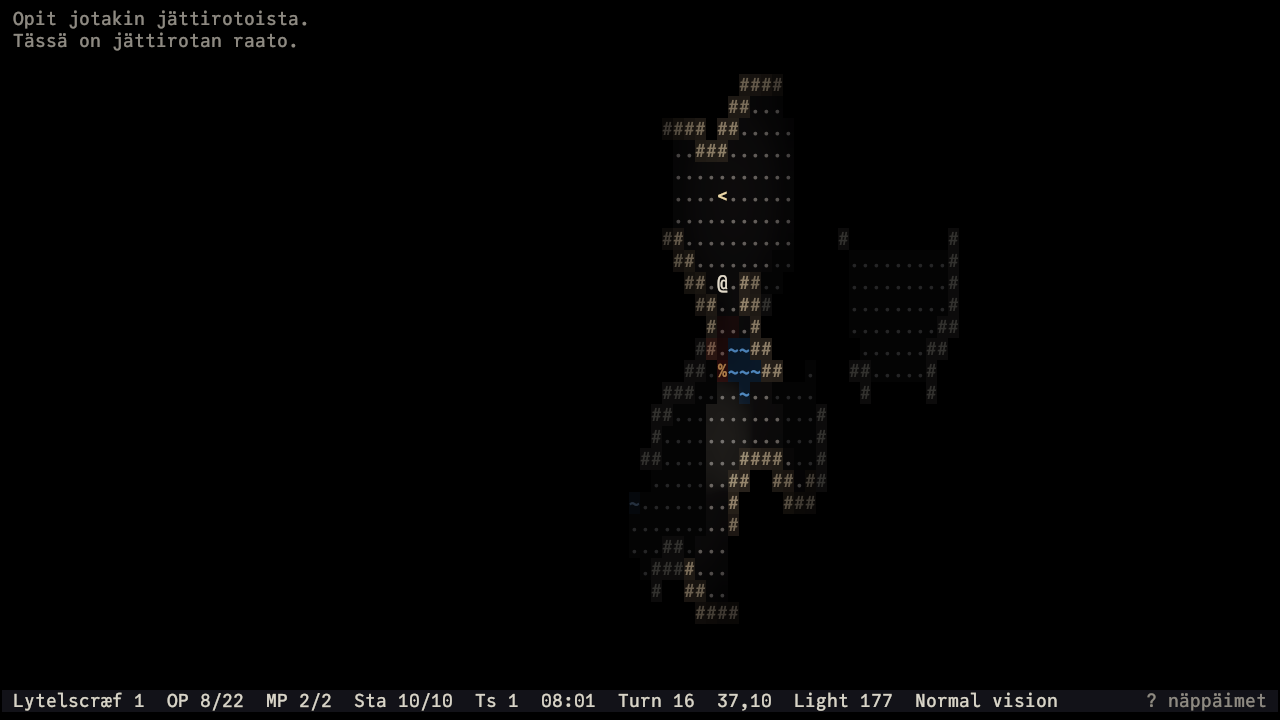 Opit jotakin jättirotoista.
Tässä on jättirotan raato.
Lytelscræf 1 OP 8/22 MP 2/2 Sta 10/10 Ts 1 08:01 Turn 16 37,10 Light 177 Normal vision ? näppäimet